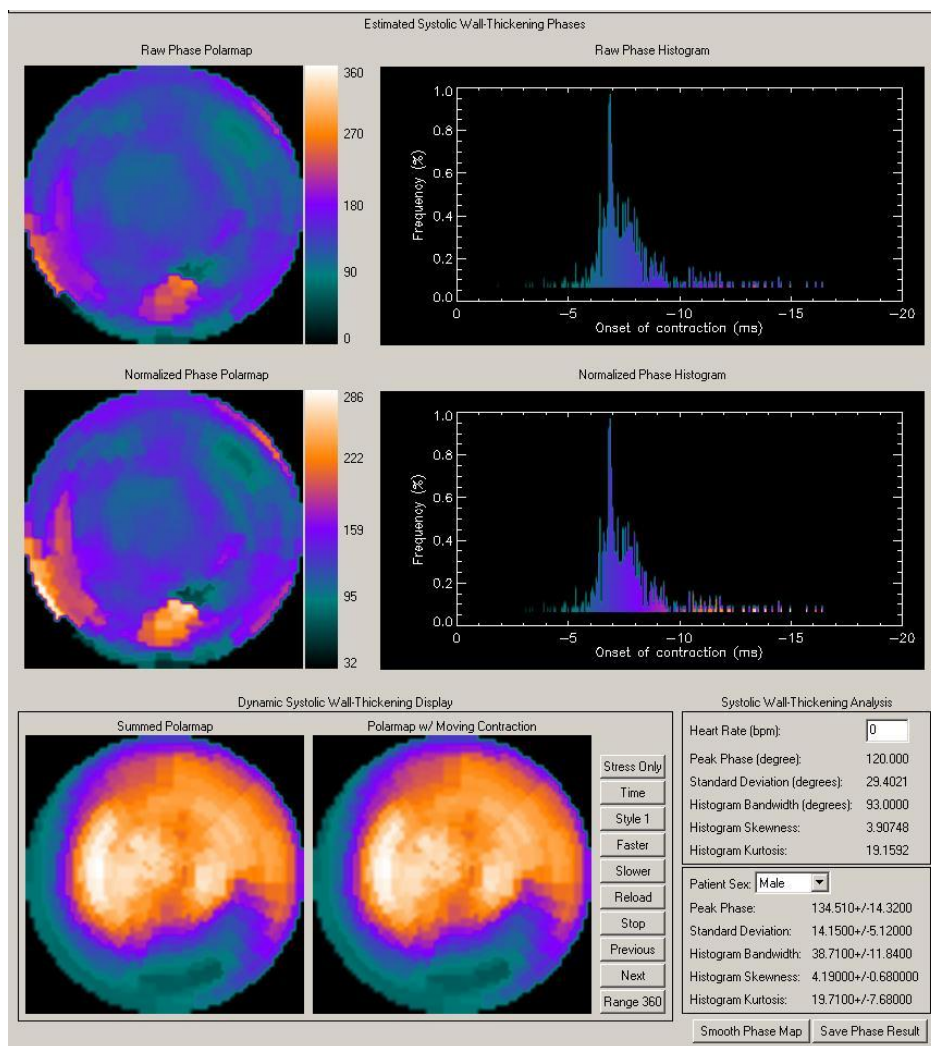 Estimated Systolic Wall-Thickening Phases
Raw Phase Polarmap
360
270
180
90
0
Raw Phase Histogram
Frequency (%)
1.0
0.8
0.6
0.4
0.2
0.0
0 -5 -10 -15 -20
Onset of contraction (ms)
Normalized Phase Polarmap
286
222
159
95
32
Normalized Phase Histogram
Frequency (%)
1.0
0.8
0.6
0.4
0.2
0.0
0 -5 -10 -15 -20
Onset of contraction (ms)
Dynamic Systolic Wall-Thickening Display
Summed Polarmap
Polarmap w/ Moving Contraction
Stress Only
Time
Style 1
Faster
Slower
Reload
Stop
Previous
Next
Range 360
Systolic Wall-Thickening Analysis
Heart Rate (bpm): 0
Peak Phase (degree): 120.000
Standard Deviation (degrees): 29.4021
Histogram Bandwidth (degrees): 93.0000
Histogram Skewness: 3.90748
Histogram Kurtosis: 19.1592
Patient Sex: Male
Peak Phase: 134.510+/-14.3200
Standard Deviation: 14.1500+/-5.12000
Histogram Bandwidth: 38.7100+/-11.8400
Histogram Skewness: 4.19000+/-0.680000
Histogram Kurtosis: 19.7100+/-7.68000
Smooth Phase Map
Save Phase Result